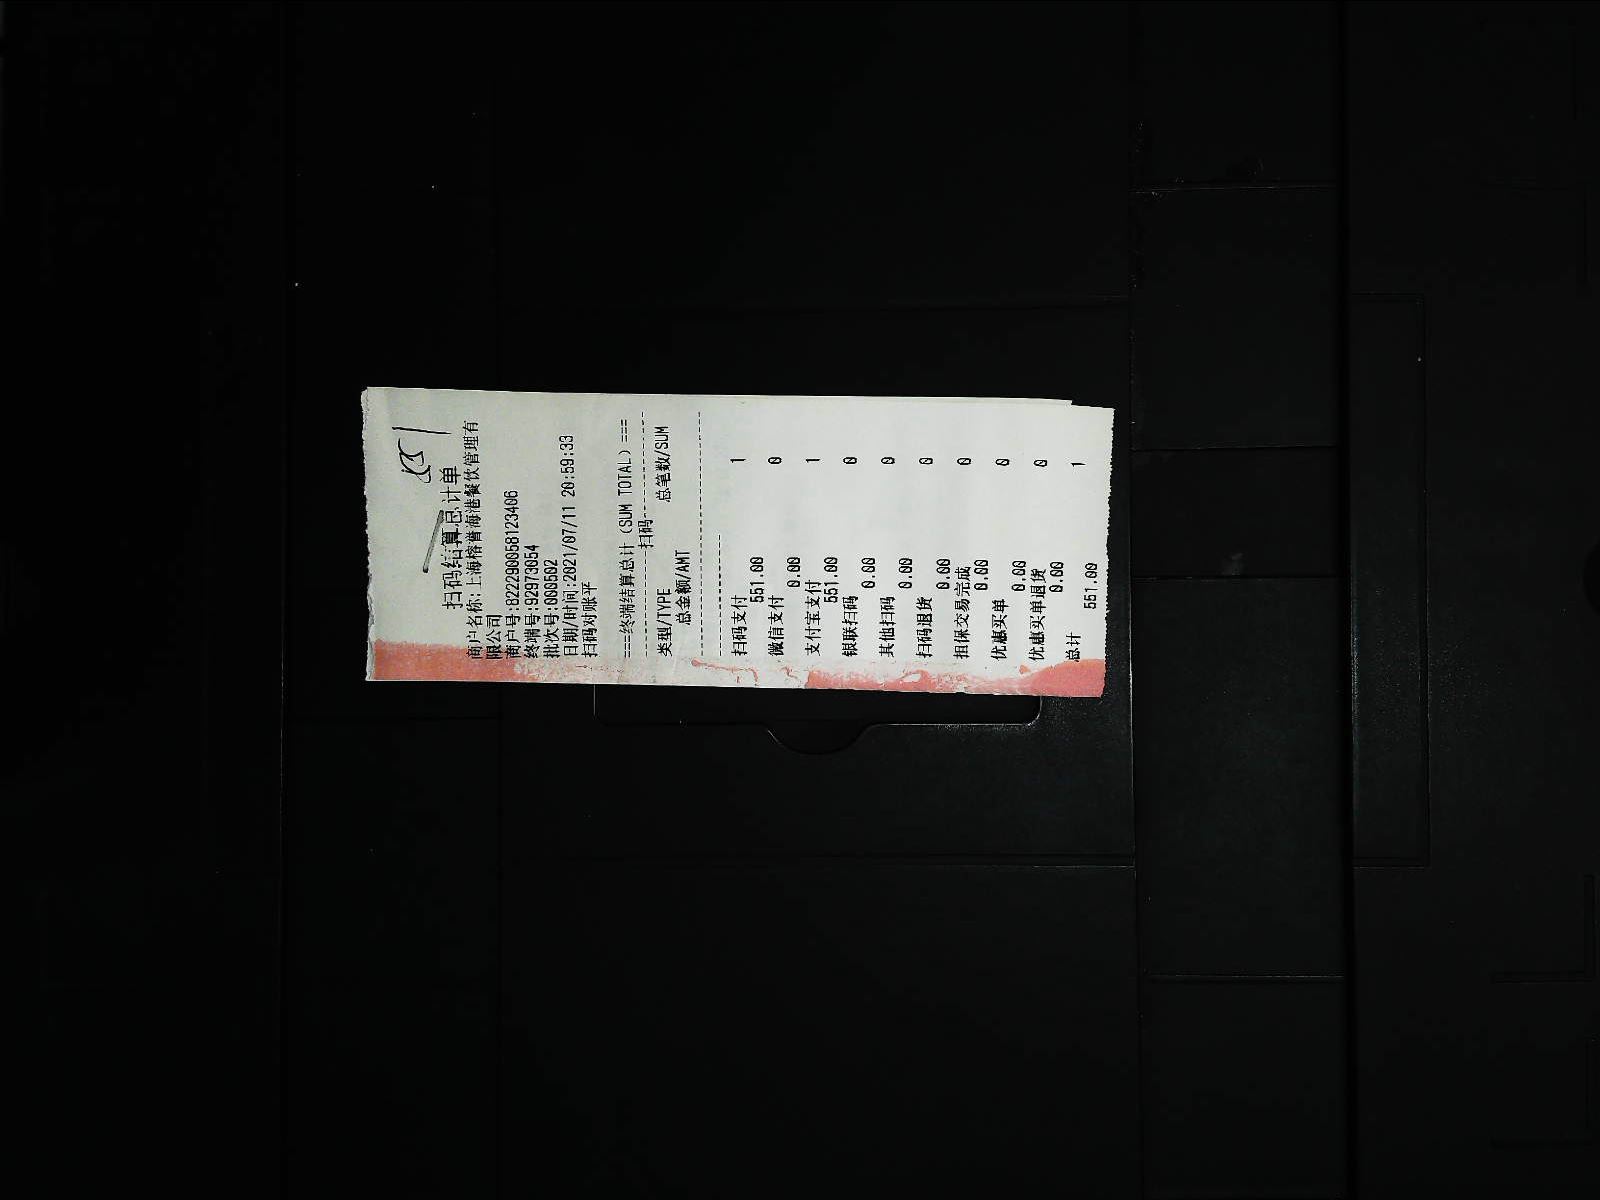 扫码结算总计单
商户名称:上海榕誉海港餐饮管理有
限公司
商户号:822290058123406
终端号:92973054
批次号:000502
日期/时间:2021/07/11 20:59:33
扫码对账平
===终端结算总计(SUM TOTAL)===
扫码
类型/TYPE 总笔数/SUM
总金额/AMT
扫码支付 1
551.00
微信支付 0
0.00
支付宝支付 1
551.00
银联扫码 0
0.00
其他扫码 0
0.00
扫码退货 0
0.00
担保交易完成 0
0.00
优惠买单 0
0.00
优惠买单退货 0
0.00
总计 1
551.00